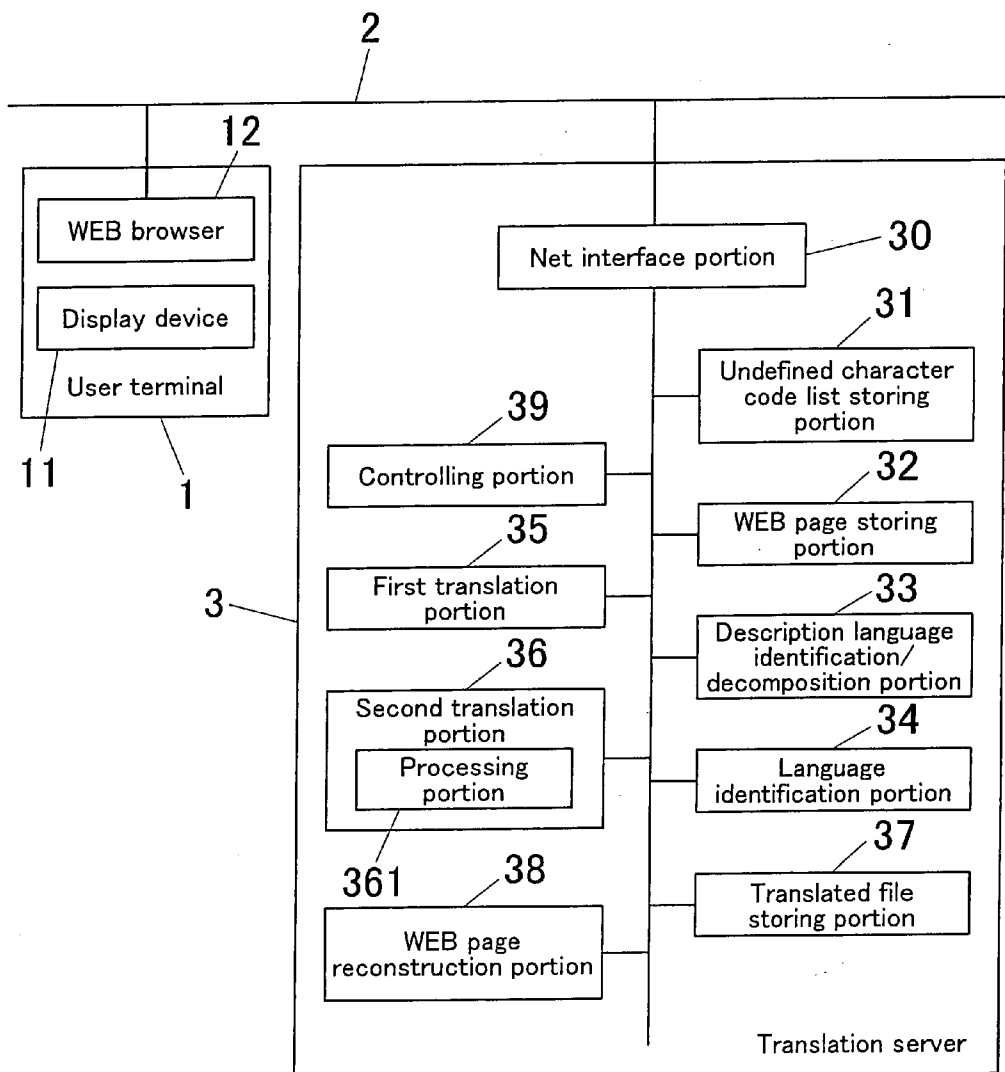 2
12
WEB browser
Display device
User terminal
11
1
30
Net interface portion
31
Undefined character
code list storing
portion
39
Controlling portion
32
WEB page storing
portion
35
First translation
portion
3
33
Description language
identification/
decomposition portion
36
Second translation
portion
Processing
portion
361
34
Language
identification portion
37
Translated file
storing portion
38
WEB page
reconstruction portion
Translation server